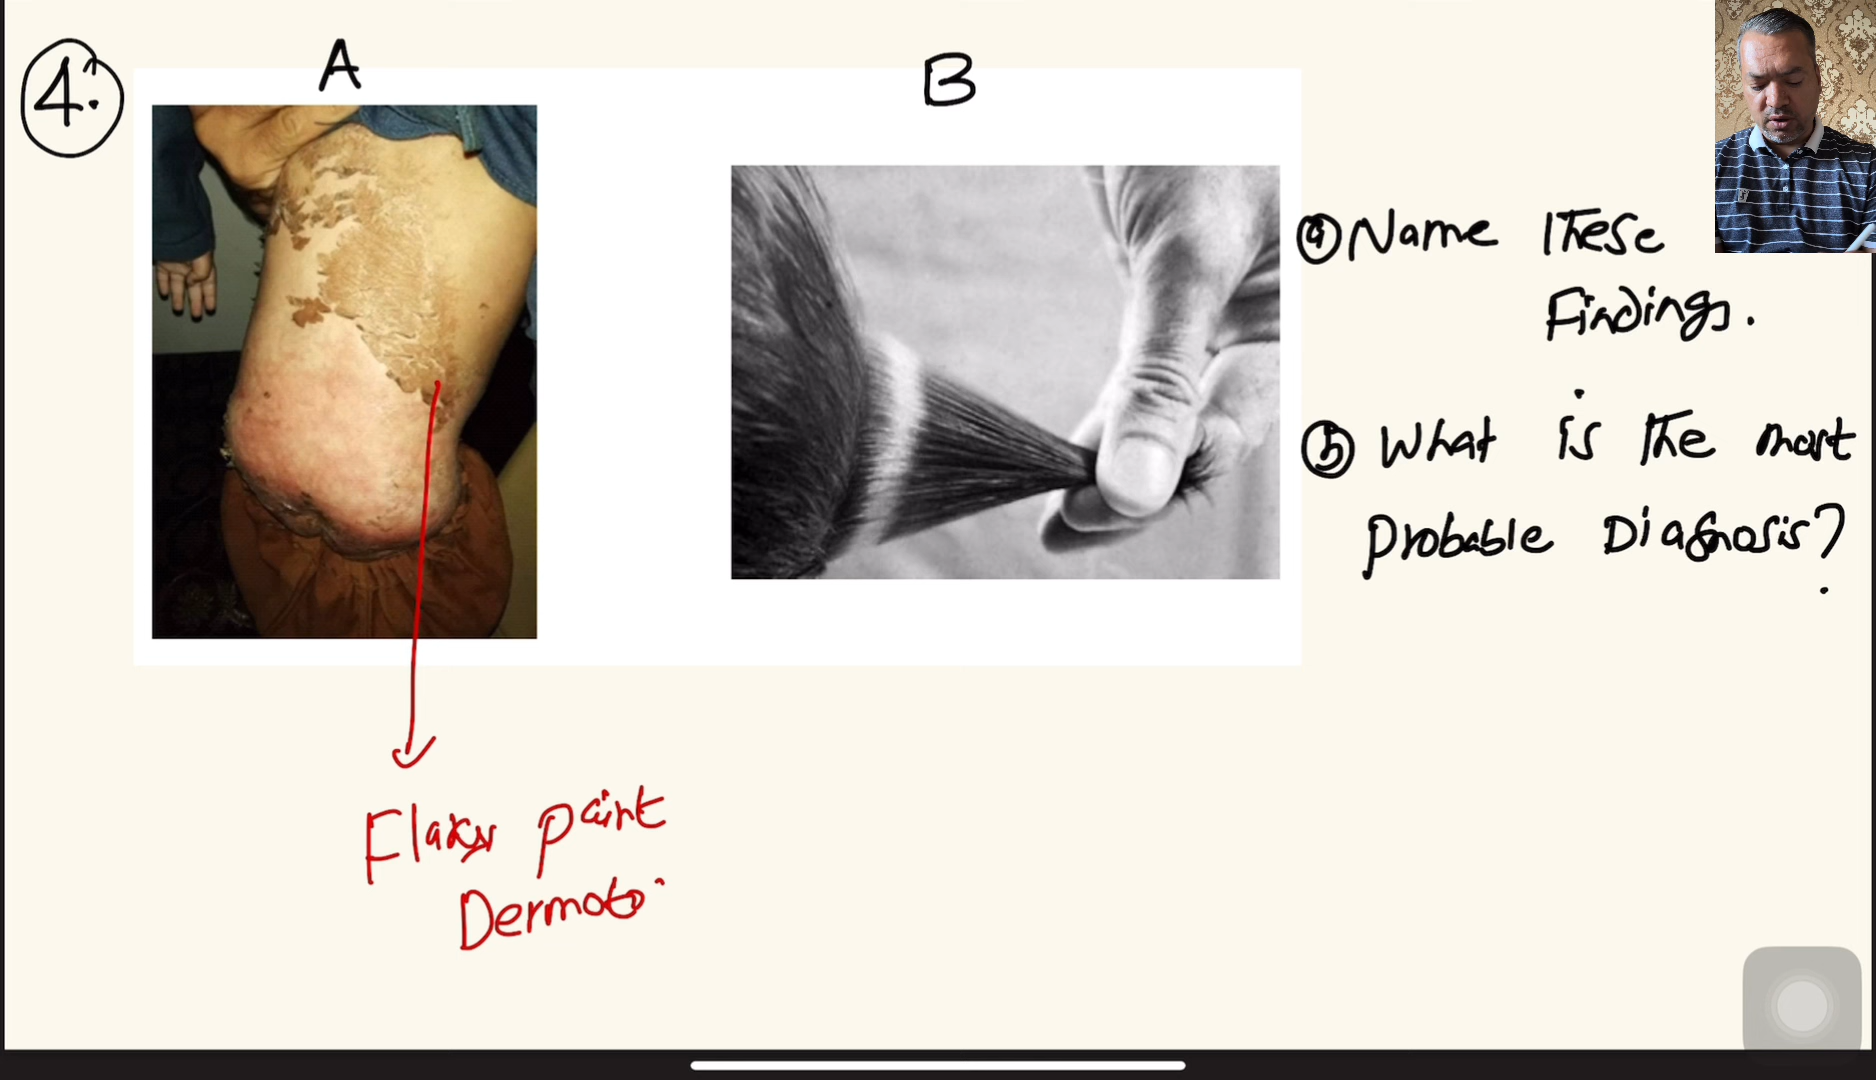 4.
A
B
a Name these
Findings.
b What is the most
probable Diagnosis?
Flaky paint
Dermato